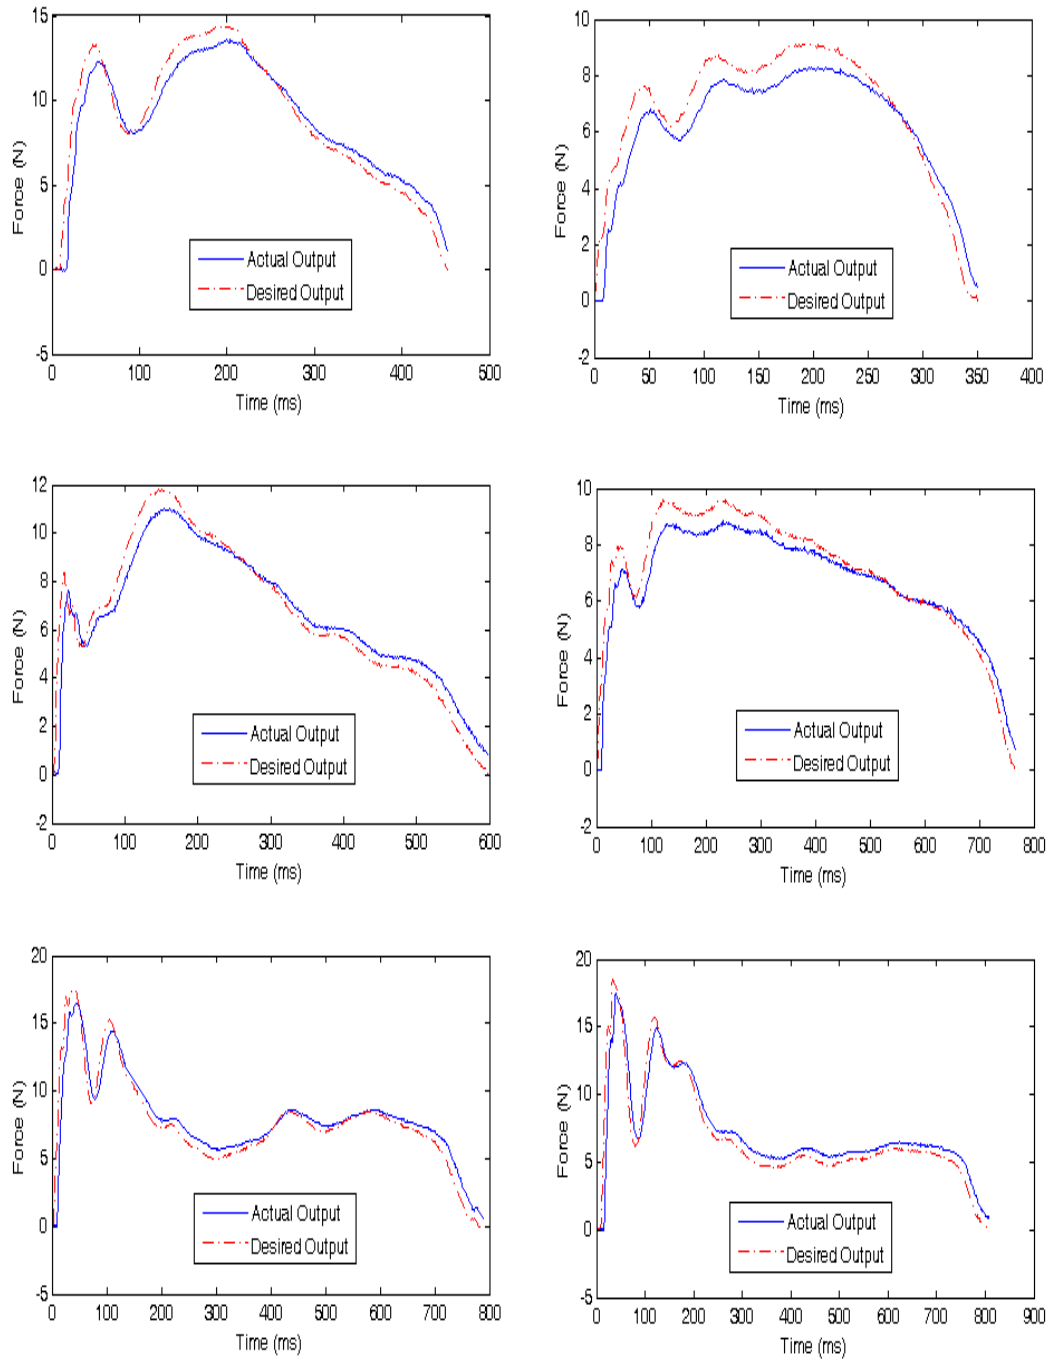 15
10
5
0
-5
Force (N)
0 100 200 300 400 500
Time (ms)
Actual Output
Desired Output
10
8
6
4
2
0
-2
Force (N)
0 50 100 150 200 250 300 350 400
Time (ms)
Actual Output
Desired Output
12
10
8
6
4
2
0
-2
Force (N)
0 100 200 300 400 500 600
Time (ms)
Actual Output
Desired Output
10
8
6
4
2
0
-2
Force (N)
0 100 200 300 400 500 600 700 800
Time (ms)
Actual Output
Desired Output
20
15
10
5
0
-5
Force (N)
0 100 200 300 400 500 600 700 800
Time (ms)
Actual Output
Desired Output
20
15
10
5
0
-5
Force (N)
0 100 200 300 400 500 600 700 800 900
Time (ms)
Actual Output
Desired Output